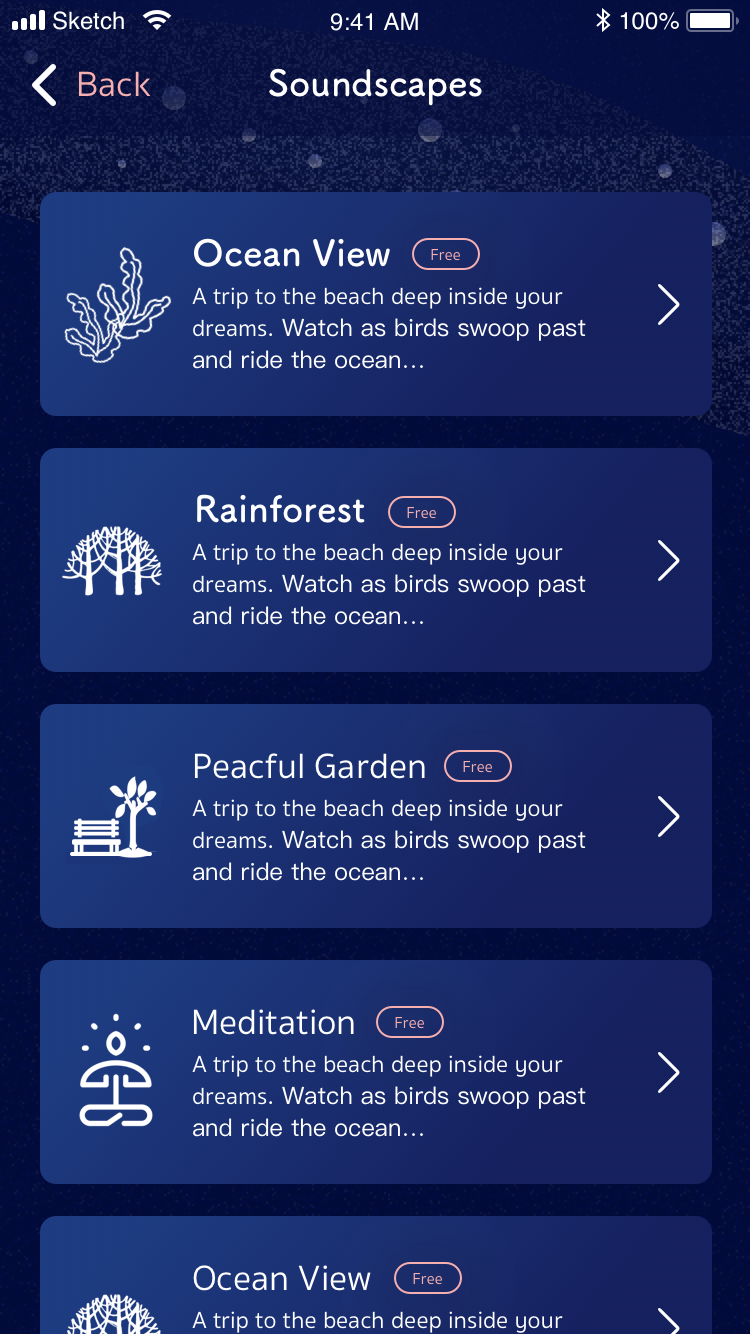 Sketch 9:41 AM 100%
Back Soundscapes
Ocean View Free
A trip to the beach deep inside your
dreams. Watch as birds swoop past
and ride the ocean...
Rainforest Free
A trip to the beach deep inside your
dreams. Watch as birds swoop past
and ride the ocean...
Peacful Garden Free
A trip to the beach deep inside your
dreams. Watch as birds swoop past
and ride the ocean...
Meditation Free
A trip to the beach deep inside your
dreams. Watch as birds swoop past
and ride the ocean...
Ocean View Free
A trip to the beach deep inside your